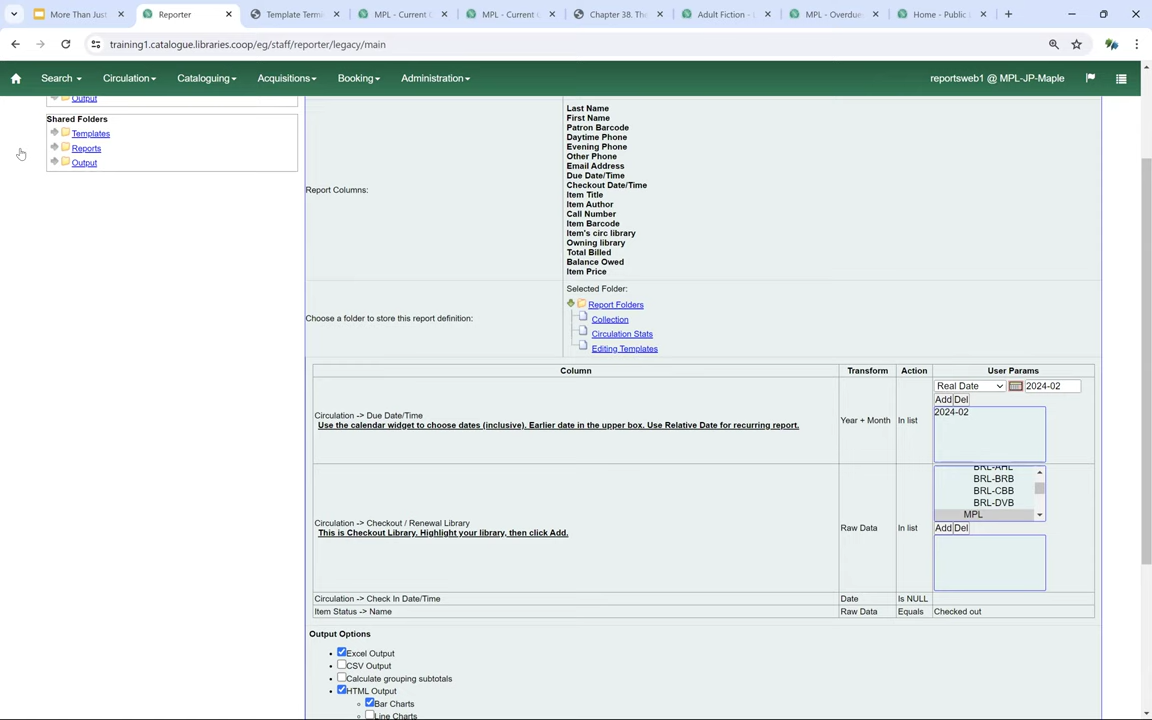 More Than Just
Reporter
Template Term
MPL - Current C
MPL - Current C
Chapter 38. The
Adult Fiction -
MPL - Overdue
Home - Public
training1.catalogue.libraries.coop/eg/staff/reporter/legacy/main
Search
Circulation
Cataloguing
Acquisitions
Booking
Administration
reportsweb1 @ MPL-JP-Maple
Output
Shared Folders
Templates
Reports
Output
Report Columns:
Last Name
First Name
Patron Barcode
Daytime Phone
Evening Phone
Other Phone
Email Address
Due Date/Time
Checkout Date/Time
Item Title
Item Author
Call Number
Item Barcode
Item's circ library
Owning library
Total Billed
Balance Owed
Item Price
Choose a folder to store this report definition:
Selected Folder:
Report Folders
Collection
Circulation Stats
Editing Templates
Column
Transform
Action
User Params
Circulation -> Due Date/Time
Use the calendar widget to choose dates (inclusive). Earlier date in the upper box. Use Relative Date for recurring report.
Year + Month
In list
Real Date
2024-02
Add Del
2024-02
Circulation -> Checkout / Renewal Library
This is Checkout Library. Highlight your library, then click Add.
Raw Data
In list
BRL-AHL
BRL-BRB
BRL-CBB
BRL-DVB
MPL
Add Del
Circulation -> Check In Date/Time
Date
Is NULL
Item Status -> Name
Raw Data
Equals
Checked out
Output Options
Excel Output
CSV Output
Calculate grouping subtotals
HTML Output
Bar Charts
Line Charts